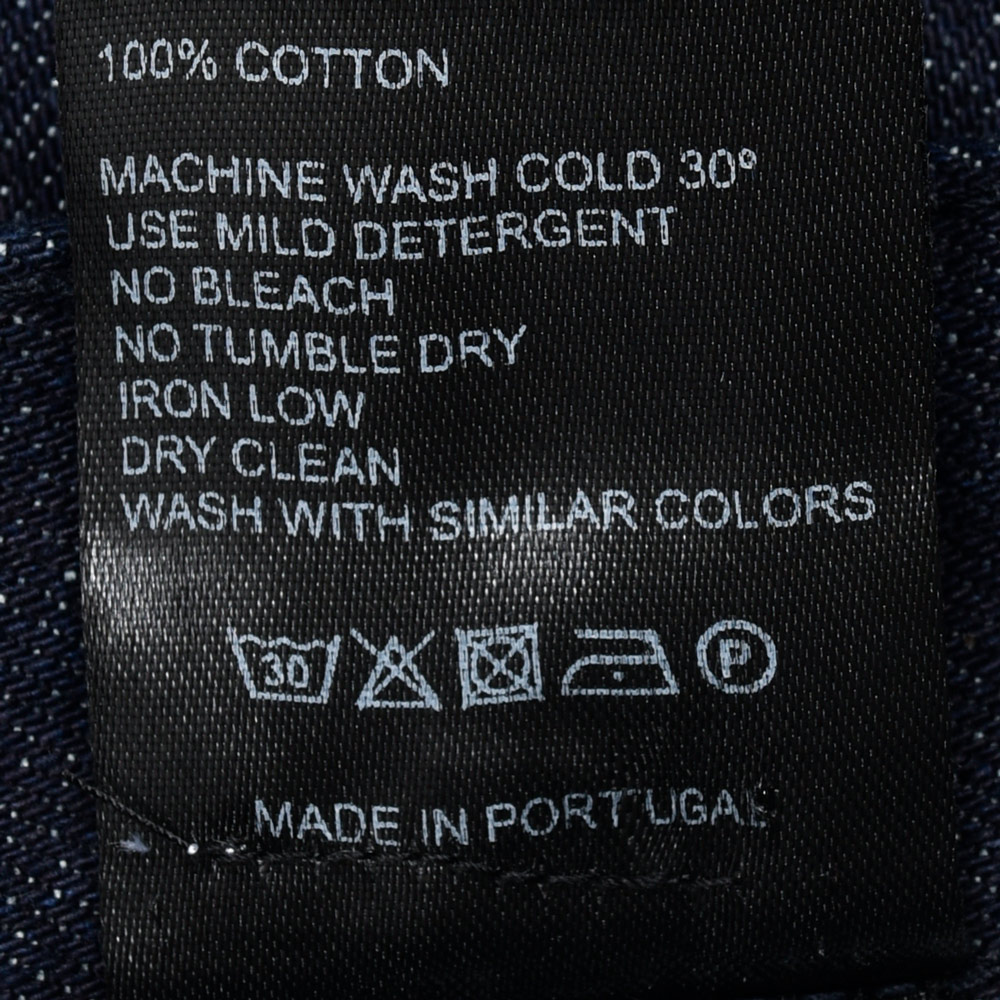 100% COTTON
MACHINE WASH COLD 30º
USE MILD DETERGENT
NO BLEACH
NO TUMBLE DRY
IRON LOW
DRY CLEAN
WASH WITH SIMILAR COLORS
30 P
MADE IN PORTUGAL